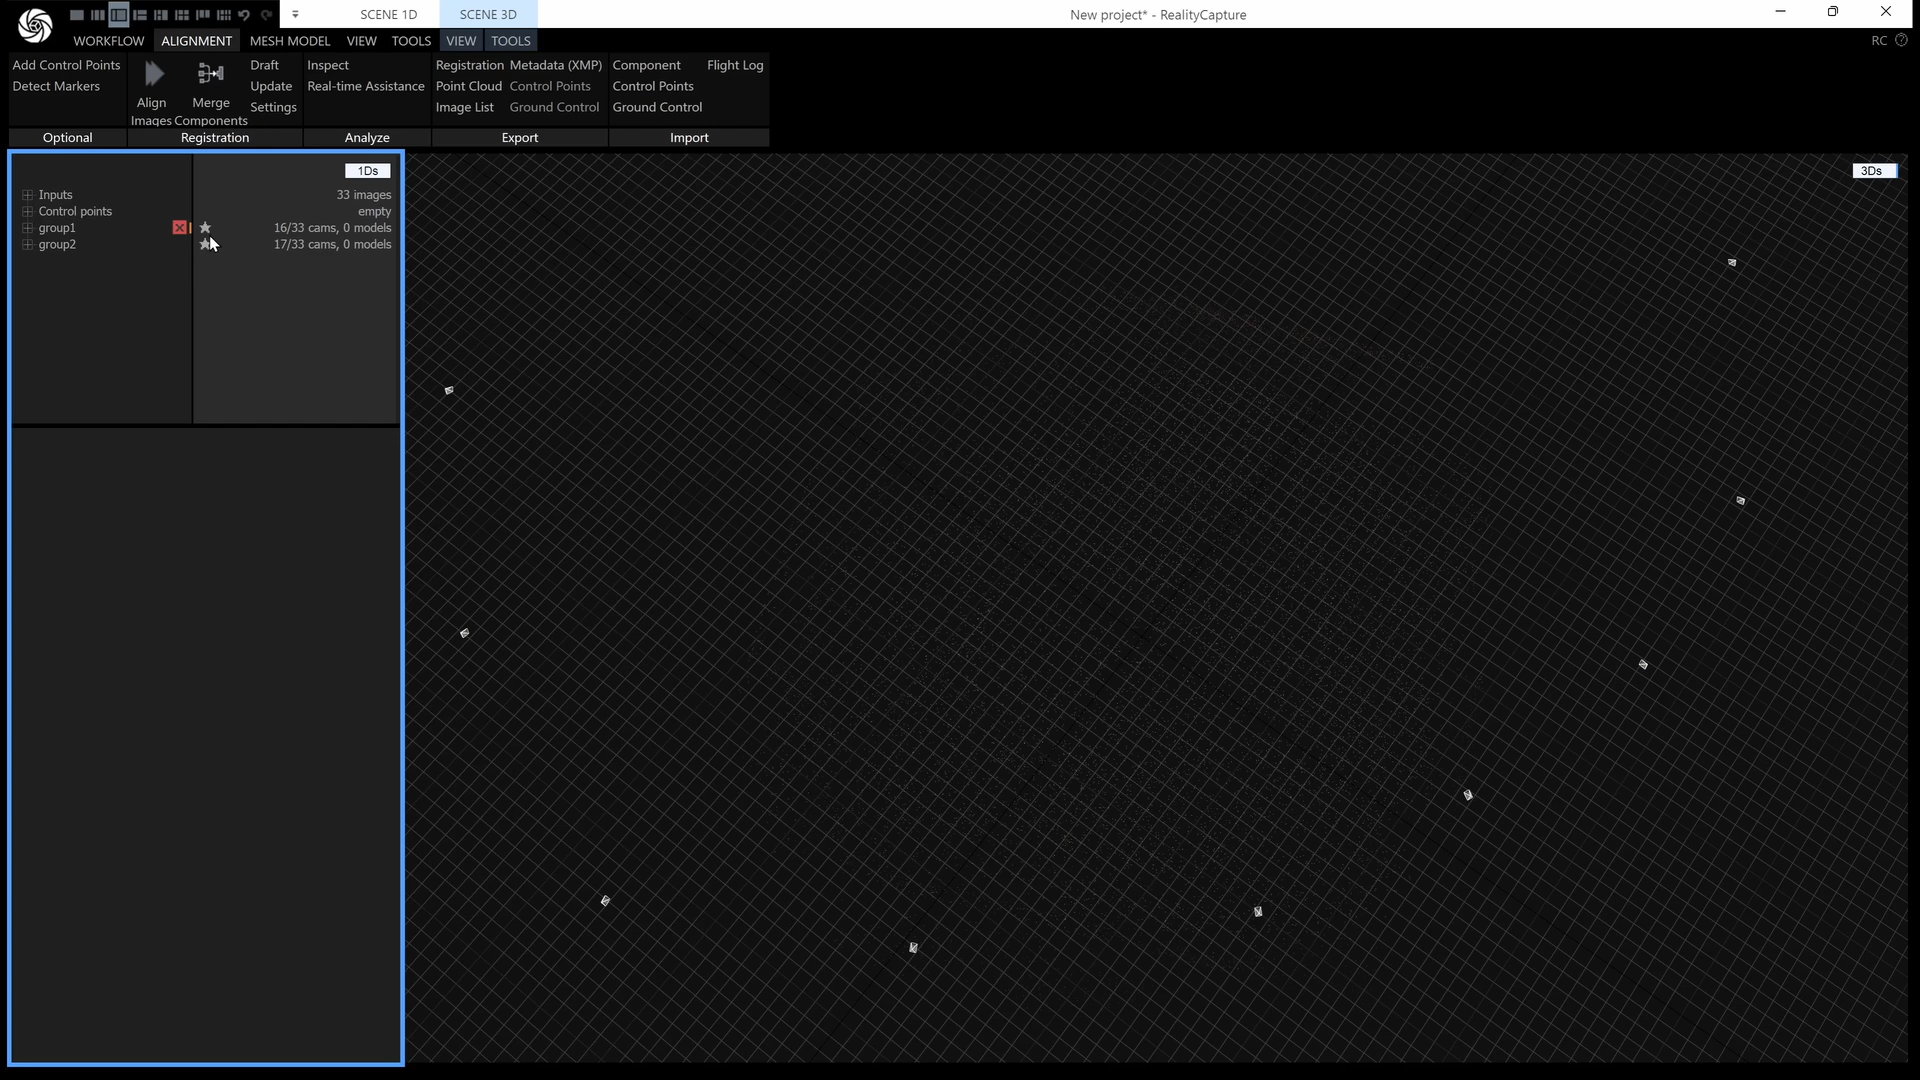 SCENE 1D SCENE 3D New project* - RealityCapture
WORKFLOW ALIGNMENT MESH MODEL VIEW TOOLS VIEW TOOLS RC
Add Control Points
Detect Markers
Optional
Align Images
Merge Components
Draft
Update
Settings
Registration
Inspect
Real-time Assistance
Analyze
Registration Metadata (XMP)
Point Cloud Control Points
Image List Ground Control
Export
Component Flight Log
Control Points
Ground Control
Import
1Ds
Inputs 33 images
Control points empty
group1 16/33 cams, 0 models
group2 17/33 cams, 0 models
3Ds